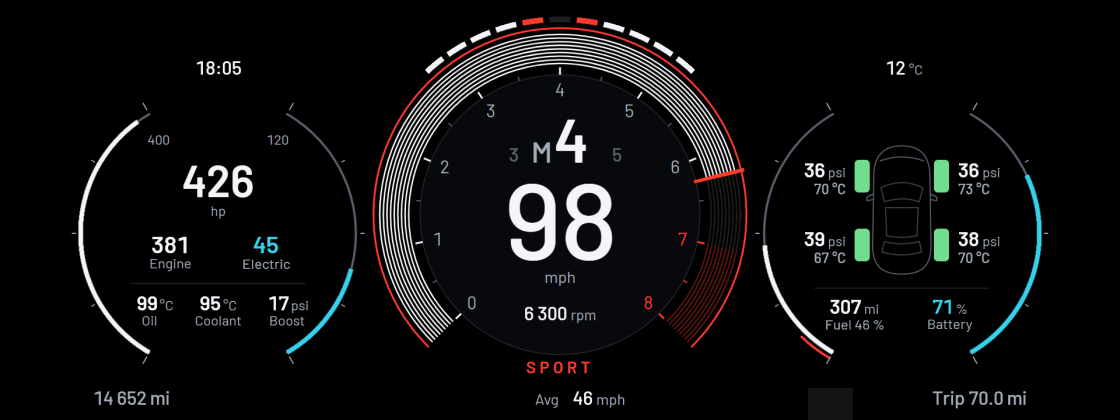 18:05
400
120
426
hp
381
Engine
45
Electric
99 °C
Oil
95 °C
Coolant
17 psi
Boost
14 652 mi
0
1
2
3
4
5
6
7
8
3 M4 5
98
mph
6 300 rpm
SPORT
Avg 46 mph
12 °C
36 psi
70 °C
36 psi
73 °C
39 psi
67 °C
38 psi
70 °C
307 mi
Fuel 46 %
71 %
Battery
Trip 70.0 mi